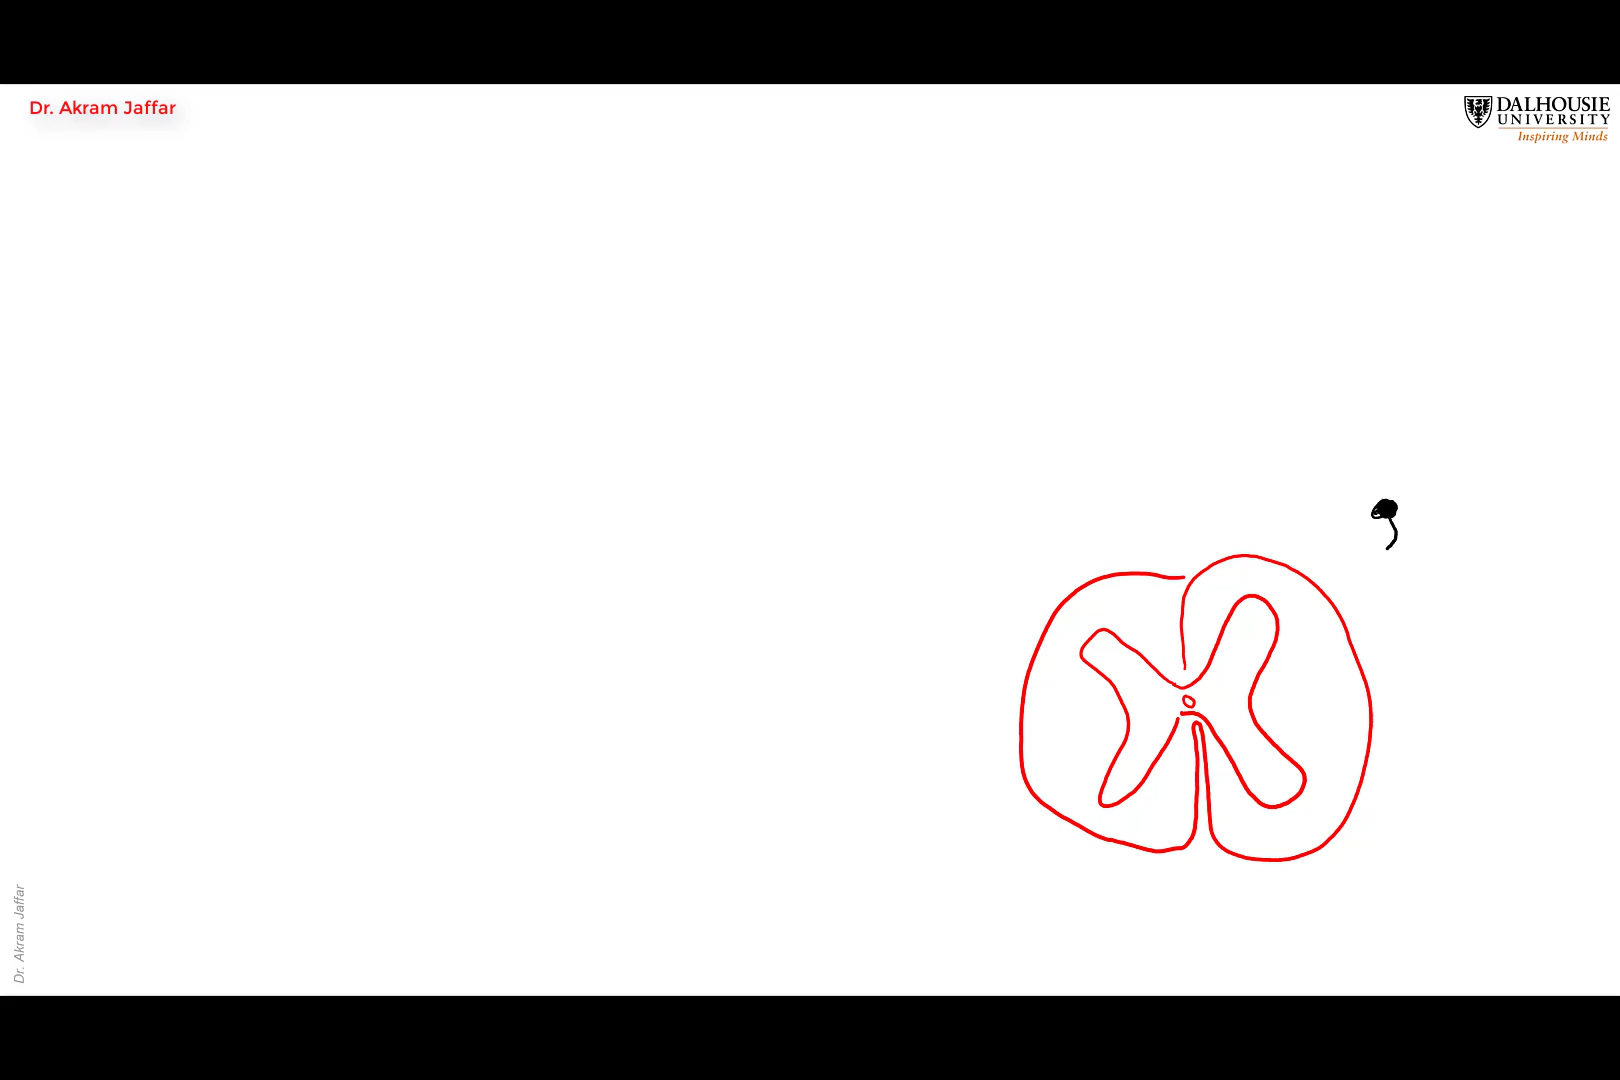 Dr. Akram Jaffar
DALHOUSIE
UNIVERSITY
Inspiring Minds
Dr. Akram Jaffar